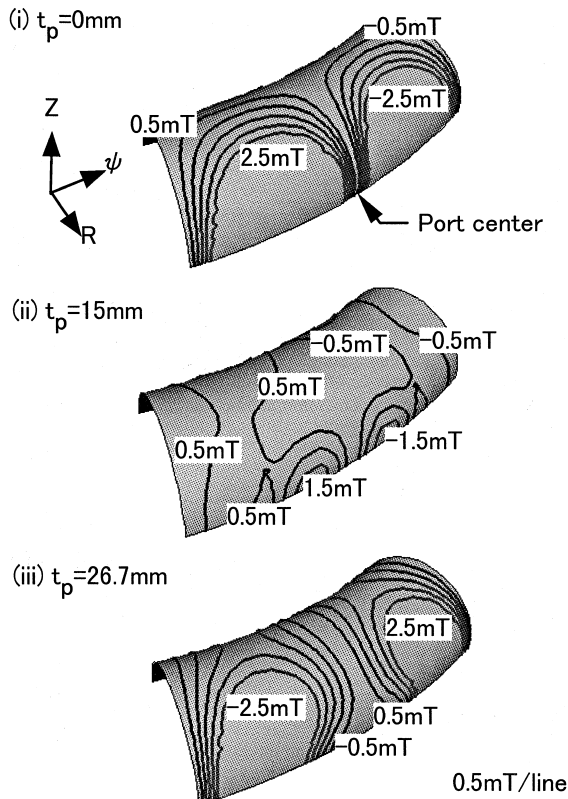 (i) tp=0mm
-0.5mT
-2.5mT
0.5mT
2.5mT
Z
ψ
R
Port center
(ii) tp=15mm
-0.5mT
-0.5mT
0.5mT
0.5mT
-1.5mT
1.5mT
0.5mT
(iii) tp=26.7mm
2.5mT
-2.5mT
0.5mT
-0.5mT
0.5mT/line